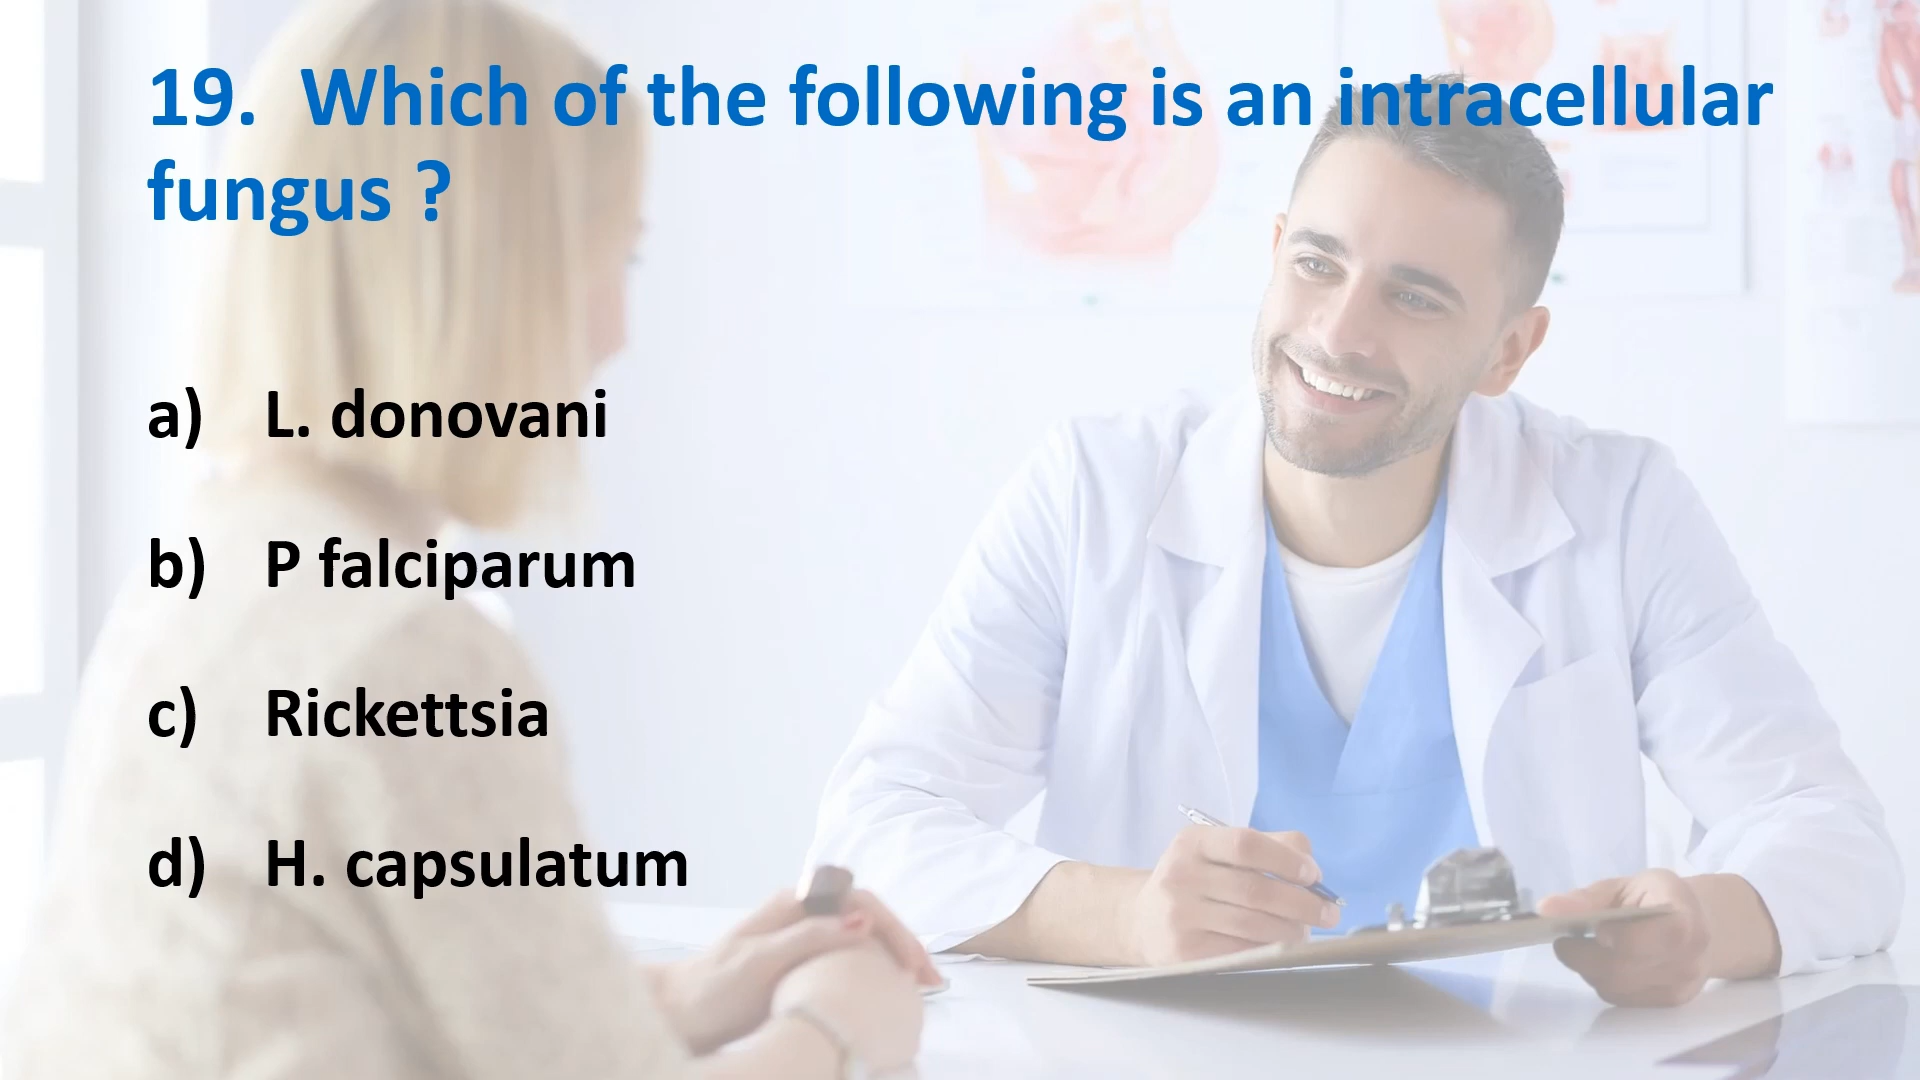 19.  Which of the following is an intracellular
fungus ?
a) L. donovani
b) P falciparum
c) Rickettsia
d) H. capsulatum